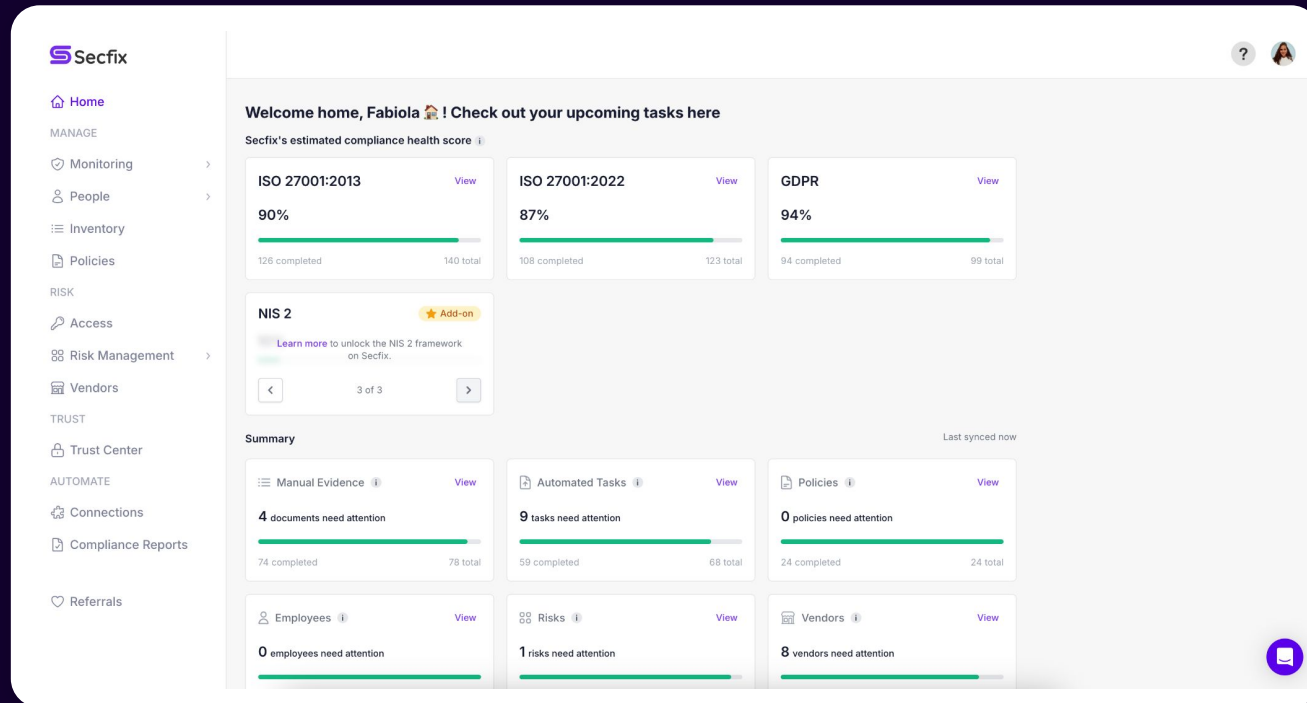 Secfix
?
Home
MANAGE
Monitoring
People
Inventory
Policies
RISK
Access
Risk Management
Vendors
TRUST
Trust Center
AUTOMATE
Connections
Compliance Reports
Referrals
Welcome home, Fabiola 🏠 ! Check out your upcoming tasks here
Secfix's estimated compliance health score i
ISO 27001:2013 View
90%
126 completed 140 total
ISO 27001:2022 View
87%
108 completed 123 total
GDPR View
94%
94 completed 99 total
NIS 2 Add-on
Learn more to unlock the NIS 2 framework
on Secfix.
3 of 3
Summary Last synced now
Manual Evidence i View
4 documents need attention
74 completed 78 total
Automated Tasks i View
9 tasks need attention
59 completed 68 total
Policies i View
0 policies need attention
24 completed 24 total
Employees i View
0 employees need attention
Risks i View
1 risks need attention
Vendors i View
8 vendors need attention